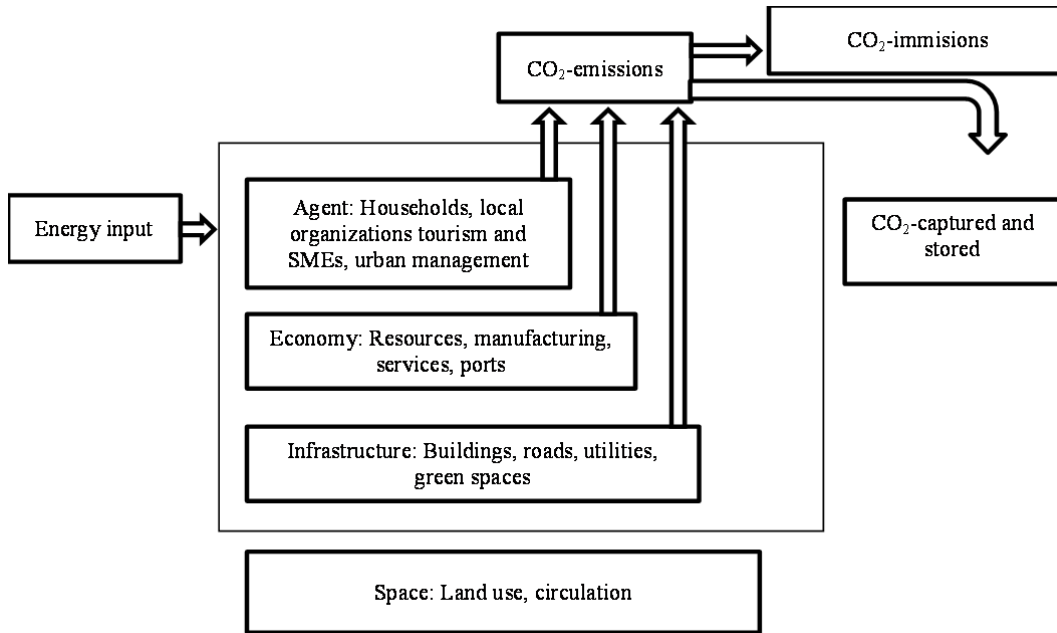 CO₂-immisions
CO₂-emissions
Energy input
Agent: Households, local
organizations tourism and
SMEs, urban management
CO₂-captured and
stored
Economy: Resources, manufacturing,
services, ports
Infrastructure: Buildings, roads, utilities,
green spaces
Space: Land use, circulation